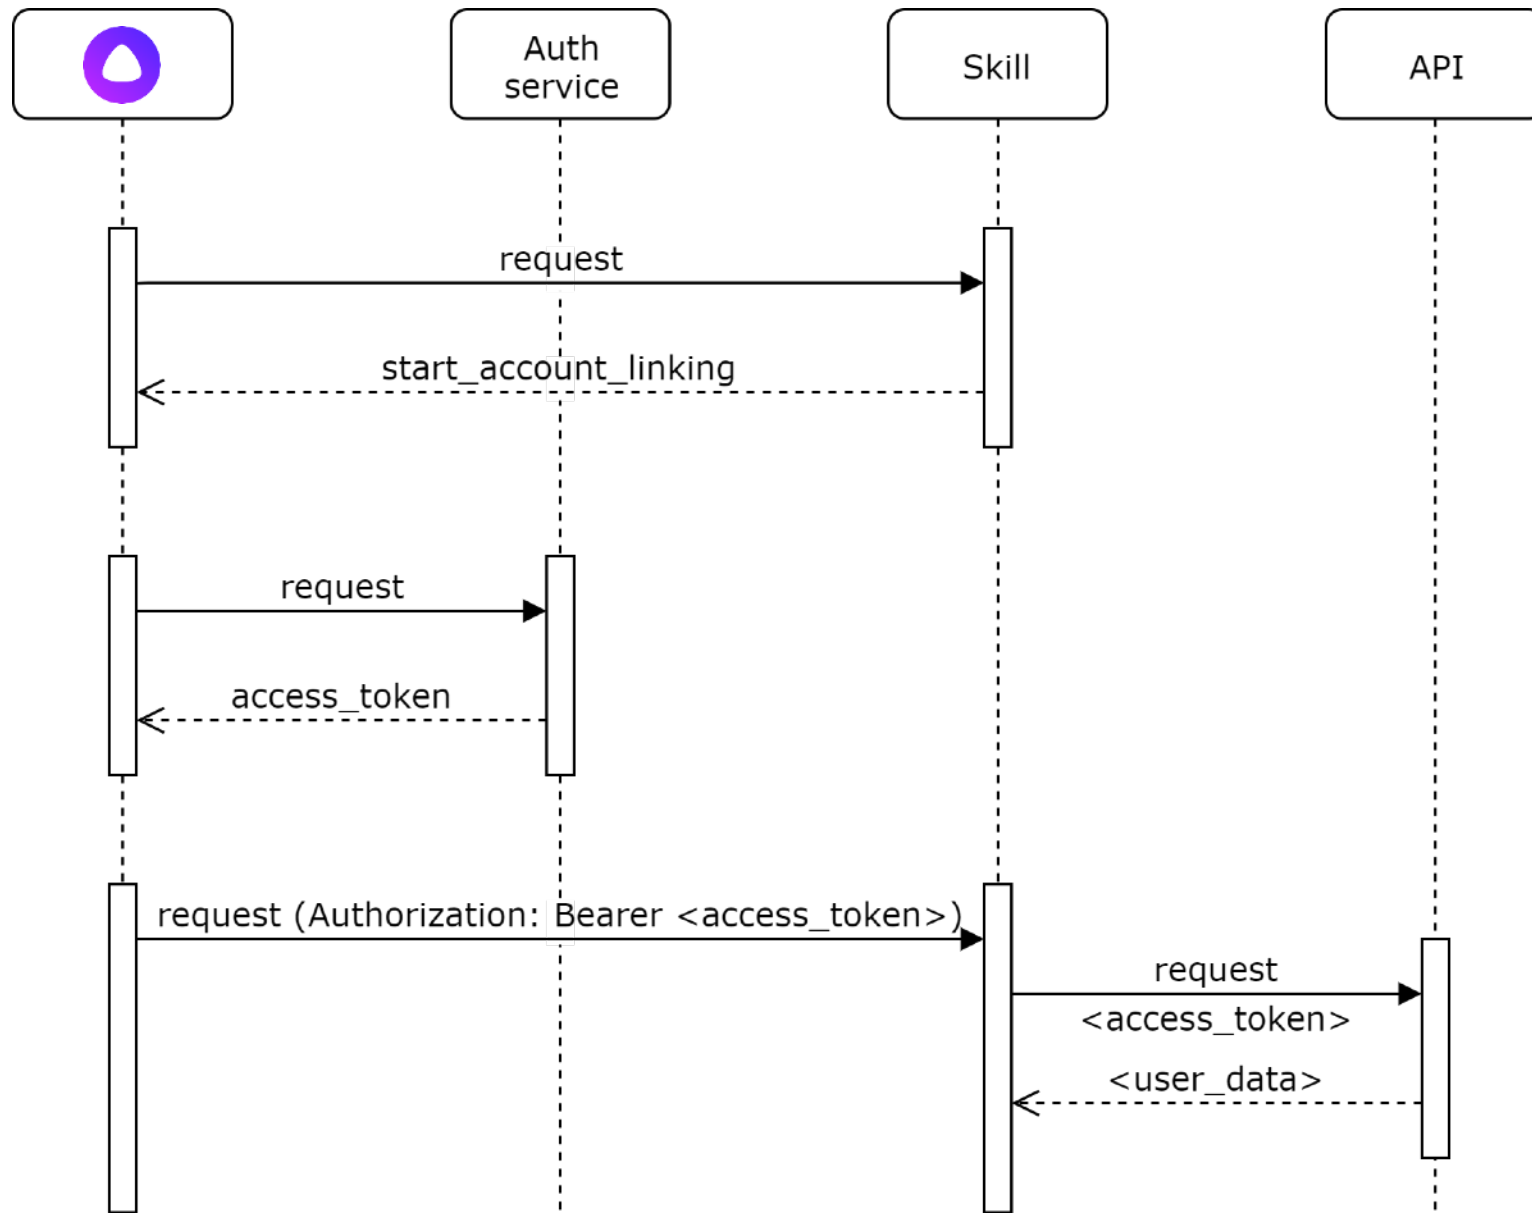 Auth
service
Skill
API
request
start_account_linking
request
access_token
request (Authorization: Bearer <access_token>)
request
<access_token>
<user_data>